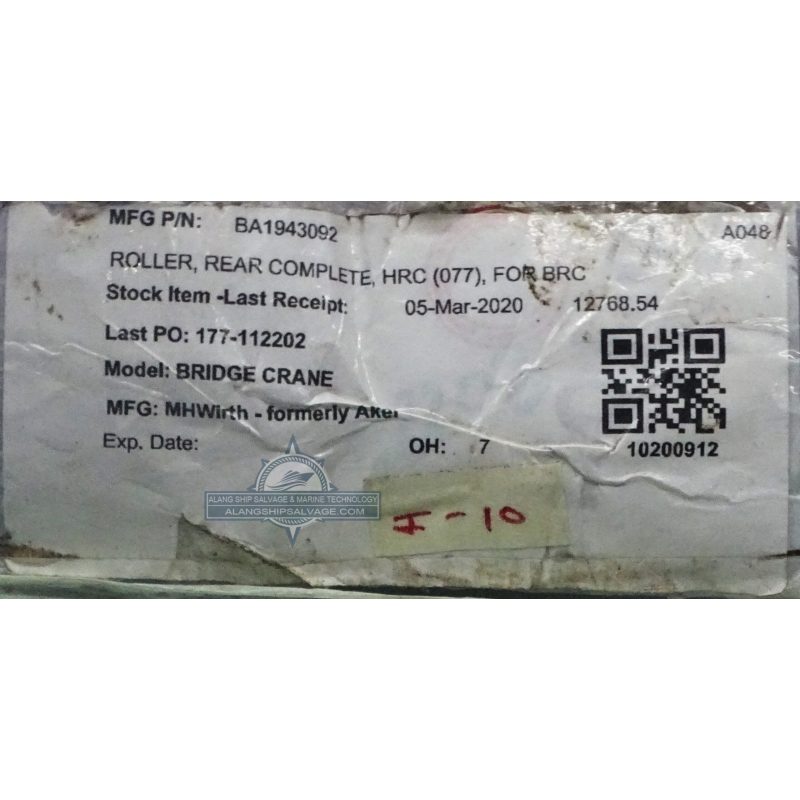 MFG P/N: BA1943092 A048
ROLLER, REAR COMPLETE, HRC (077), FOR BRC
Stock Item -Last Receipt: 05-Mar-2020 12768.54
Last PO: 177-112202
Model: BRIDGE CRANE
MFG: MHWirth - formerly Aker
Exp. Date: OH: 7 10200912
ALANG SHIP SALVAGE & MARINE TECHNOLOGY
ALANGSHIPSALVAGE.COM
I-10